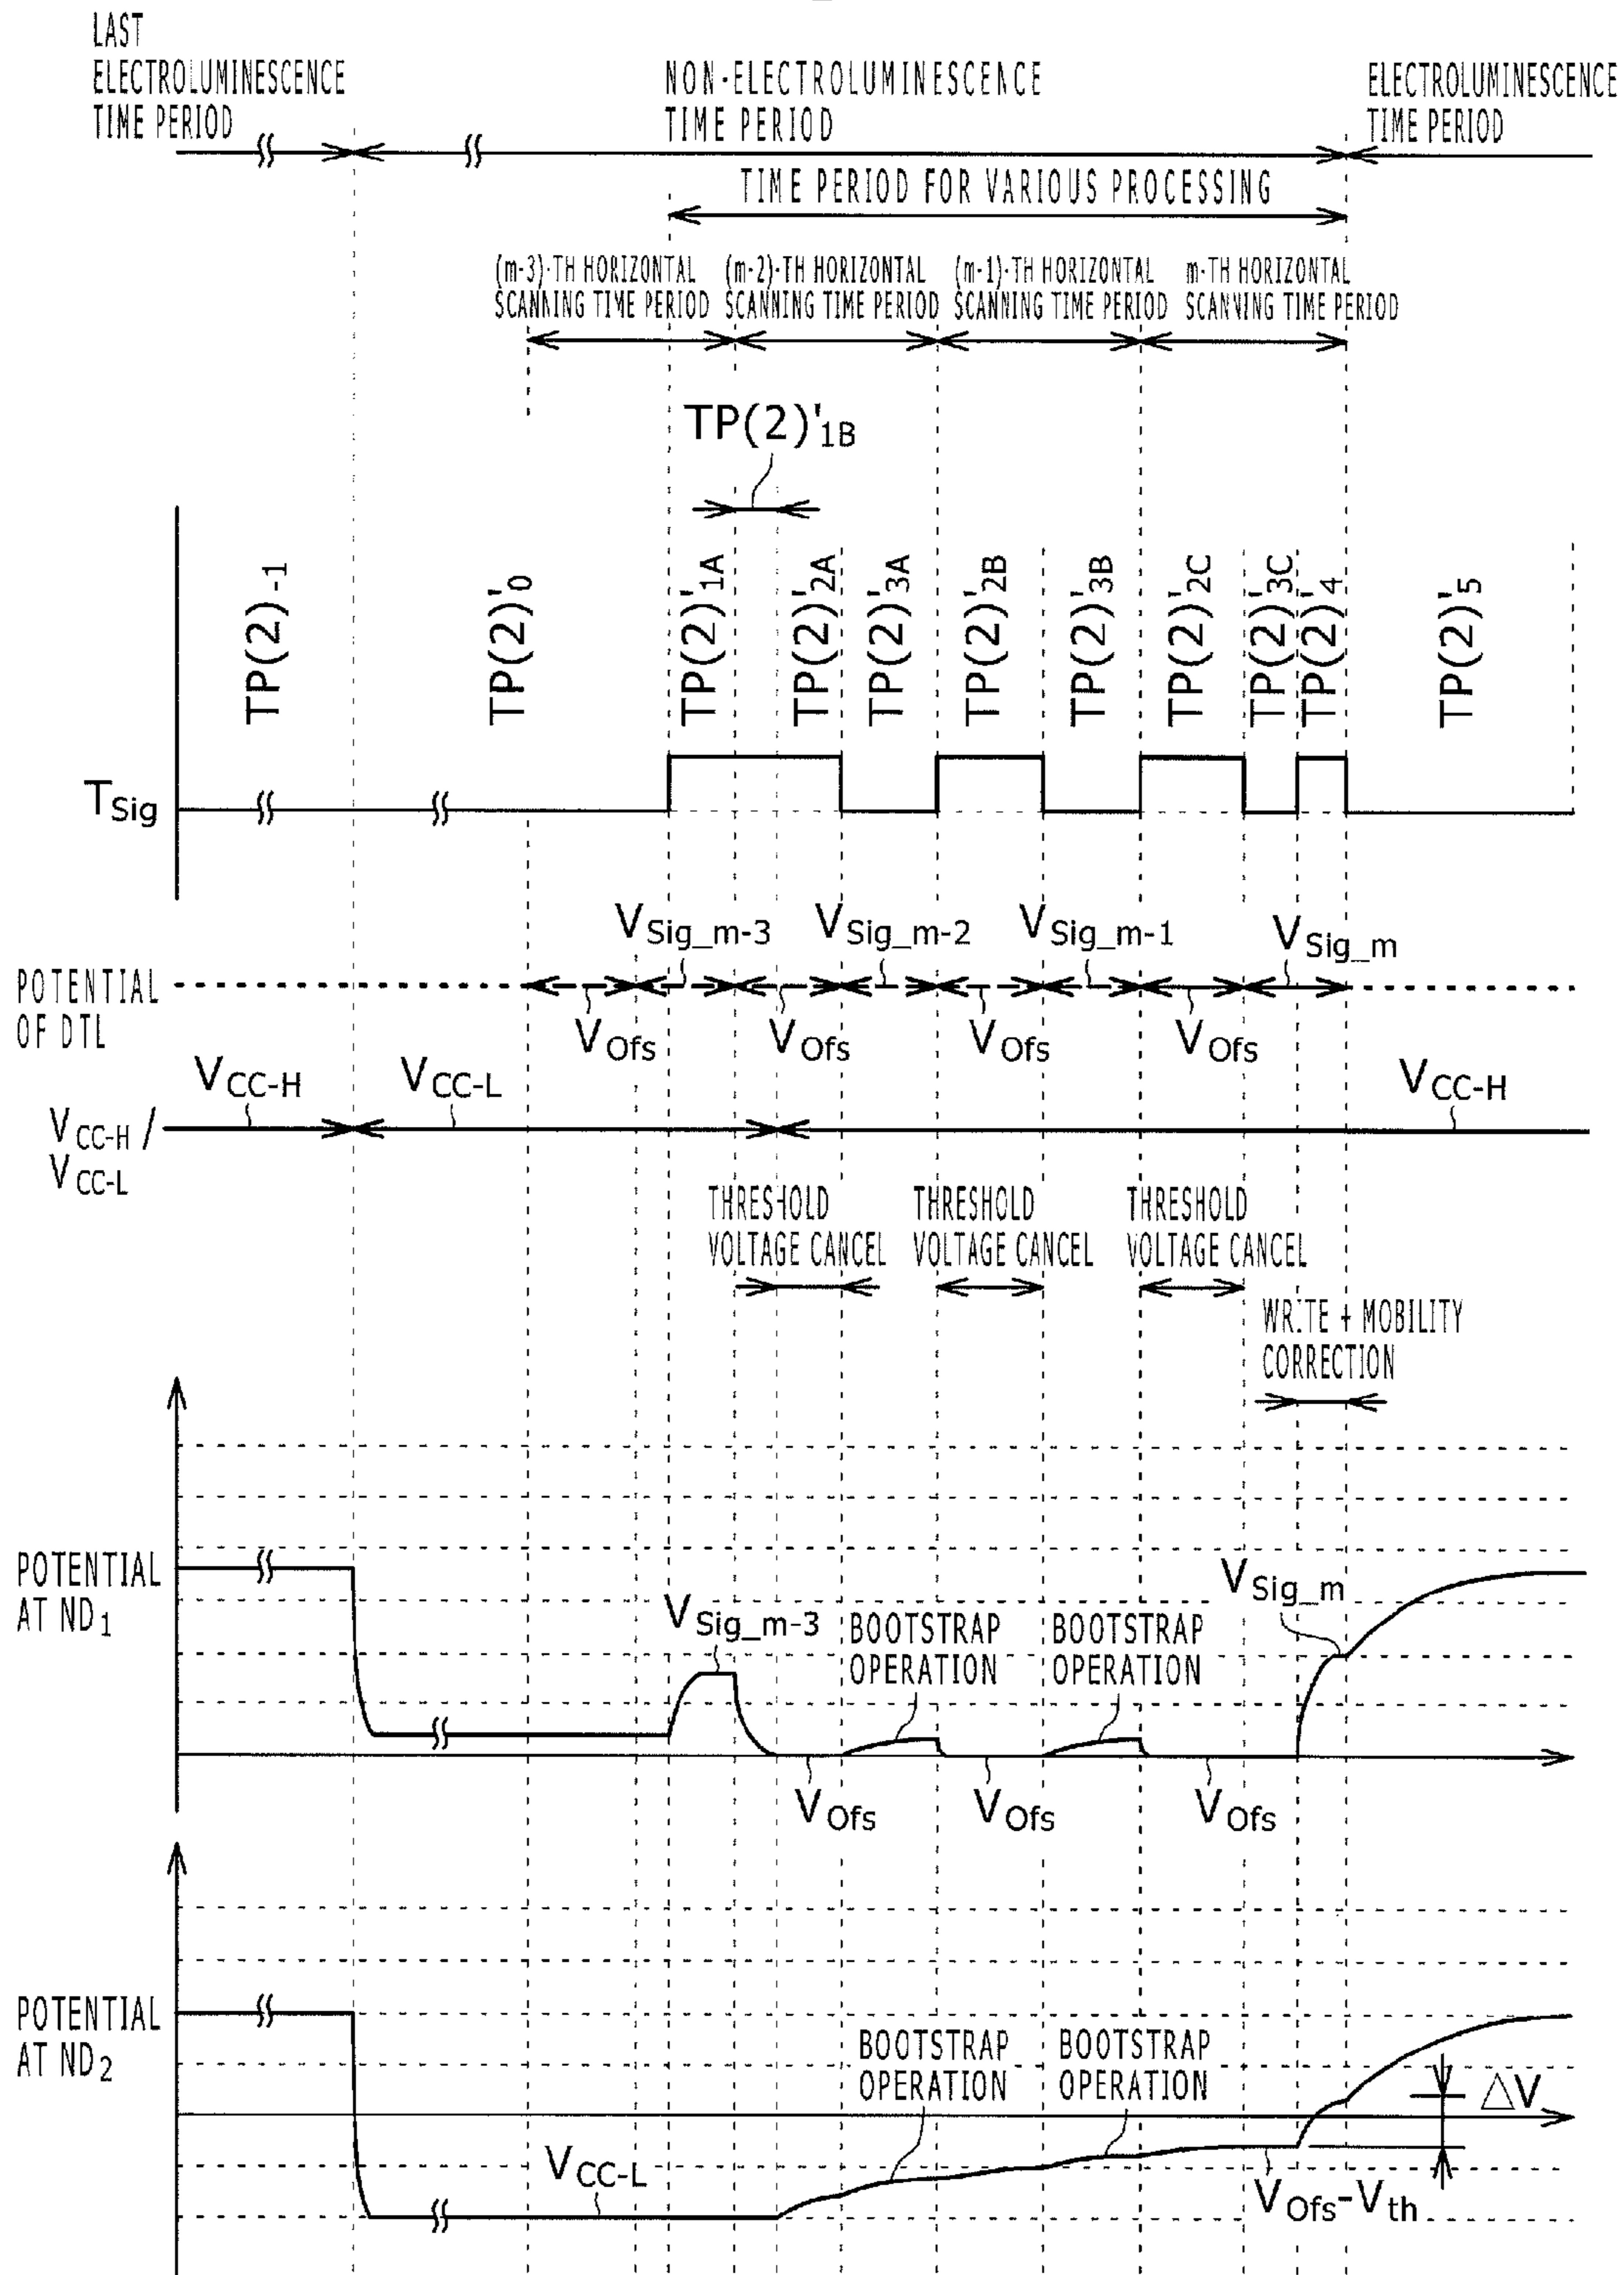 LAST
ELECTROLUMINESCENCE
TIME PERIOD
NON-ELECTROLUMINESCENCE
TIME PERIOD
ELECTROLUMINESCENCE
TIME PERIOD
TIME PERIOD FOR VARIOUS PROCESSING
(m-3)-TH HORIZONTAL
SCANNING TIME PERIOD
(m-2)-TH HORIZONTAL
SCANNING TIME PERIOD
(m-1)-TH HORIZONTAL
SCANNING TIME PERIOD
m-TH HORIZONTAL
SCANNING TIME PERIOD
TP(2)'1B
TP(2)-1
TP(2)'0
TP(2)'1A
TP(2)'2A
TP(2)'3A
TP(2)'2B
TP(2)'3B
TP(2)'2C
TP(2)'3C
TP(2)'4
TP(2)'5
TSig
VSig_m-3
VSig_m-2
VSig_m-1
VSig_m
POTENTIAL
OF DTL
VOfs
VOfs
VOfs
VOfs
VCC-H
VCC-L
VCC-H
VCC-H /
VCC-L
THRESHOLD
VOLTAGE CANCEL
THRESHOLD
VOLTAGE CANCEL
THRESHOLD
VOLTAGE CANCEL
WRITE + MOBILITY
CORRECTION
POTENTIAL
AT ND1
VSig_m-3
BOOTSTRAP
OPERATION
BOOTSTRAP
OPERATION
VSig_m
VOfs
VOfs
VOfs
POTENTIAL
AT ND2
BOOTSTRAP
OPERATION
BOOTSTRAP
OPERATION
△V
VCC-L
VOfs-Vth